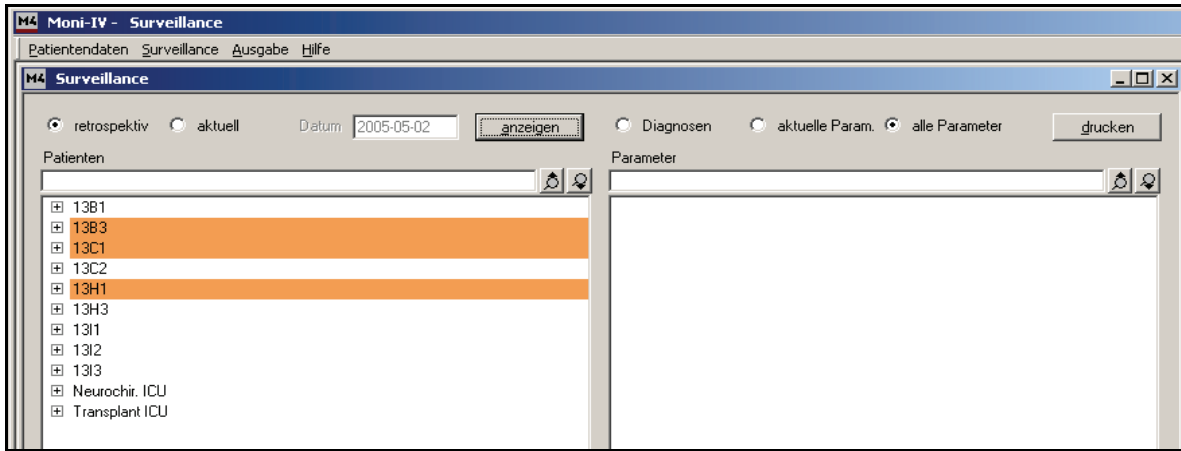 M4 Moni-IV - Surveillance
Patientendaten Surveillance Ausgabe Hilfe
M4 Surveillance
retrospektiv aktuell Datum 2005-05-02 anzeigen Diagnosen aktuelle Param. alle Parameter drucken
Patienten Parameter
13B1
13B3
13C1
13C2
13H1
13H3
13I1
13I2
13I3
Neurochir. ICU
Transplant ICU